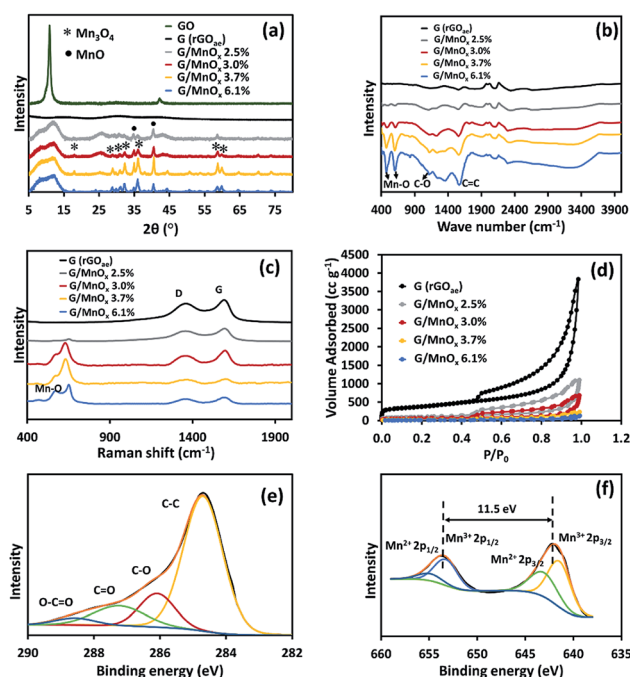 (a)
* Mn₃O₄
● MnO
GO
G (rGOₐₑ)
G/MnOₓ 2.5%
G/MnOₓ 3.0%
G/MnOₓ 3.7%
G/MnOₓ 6.1%
Intensity
5 15 25 35 45 55 65 75
2θ (°)
(b)
G (rGOₐₑ)
G/MnOₓ 2.5%
G/MnOₓ 3.0%
G/MnOₓ 3.7%
G/MnOₓ 6.1%
Intensity
Mn-O C-O
C=C
400 900 1400 1900 2400 2900 3400 3900
Wave number (cm⁻¹)
(c)
G (rGOₐₑ)
G/MnOₓ 2.5%
G/MnOₓ 3.0%
G/MnOₓ 3.7%
G/MnOₓ 6.1%
D G
Mn-O
Intensity
400 900 1400 1900
Raman shift (cm⁻¹)
(d)
G (rGOₐₑ)
G/MnOₓ 2.5%
G/MnOₓ 3.0%
G/MnOₓ 3.7%
G/MnOₓ 6.1%
Volume Adsorbed (cc g⁻¹)
4500
4000
3500
3000
2500
2000
1500
1000
500
0
0.0 0.2 0.4 0.6 0.8 1.0 1.2
P/P₀
(e)
C-C
C-O
C=O
O-C=O
Intensity
290 288 286 284 282
Binding energy (eV)
(f)
11.5 eV
Mn³⁺2p₁/₂
Mn²⁺2p₁/₂
Mn³⁺2p₃/₂
Mn²⁺2p₃/₂
Intensity
660 655 650 645 640 635
Binding energy (eV)